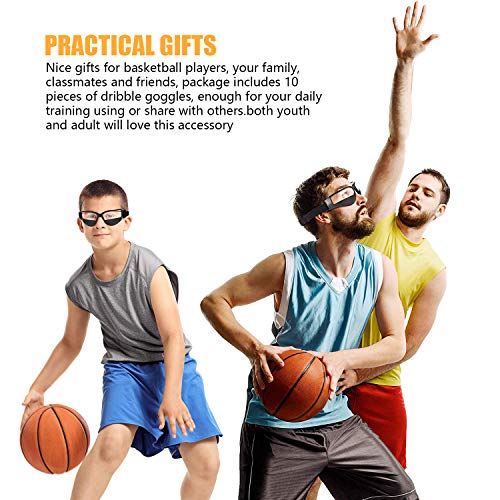 PRACTICAL GIFTS
Nice gifts for basketball players, your family,
classmates and friends, package includes 10
pieces of dribble goggles, enough for your daily
training using or share with others.both youth
and adult will love this accessory